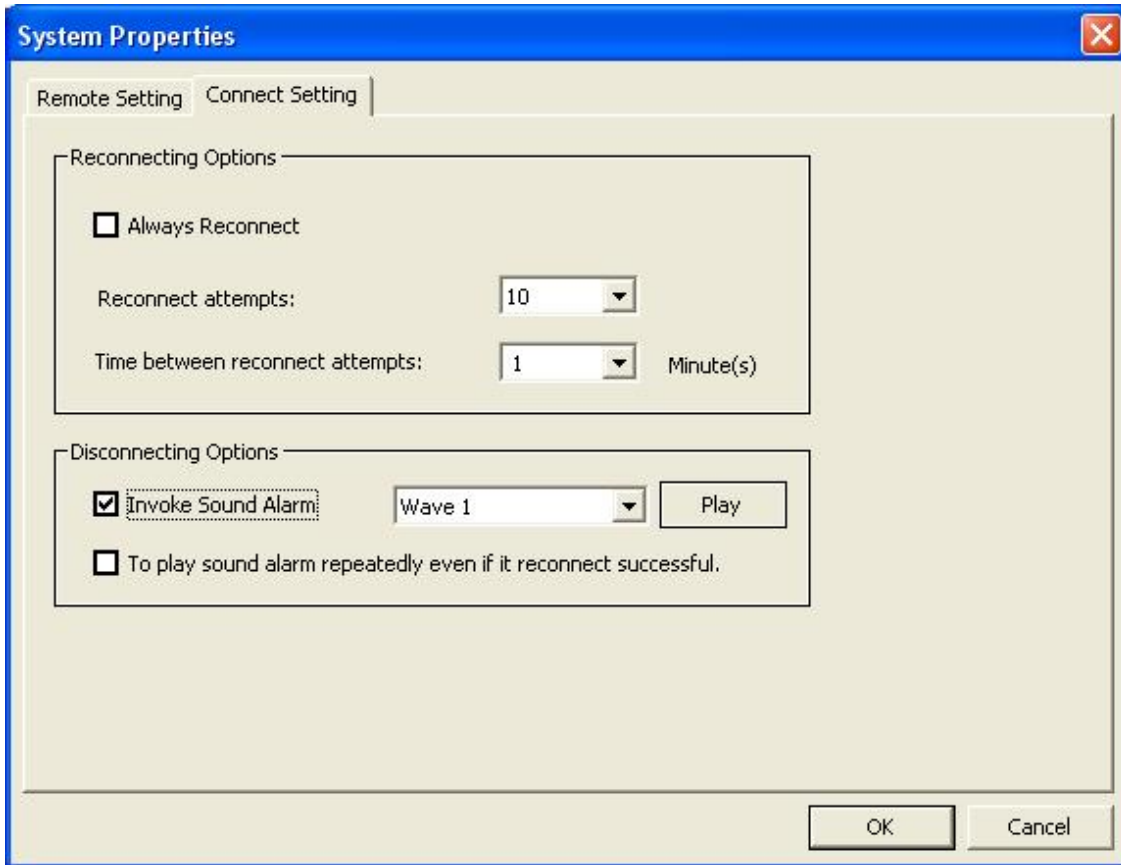 System Properties
Remote Setting Connect Setting
Reconnecting Options
Always Reconnect
Reconnect attempts: 10
Time between reconnect attempts: 1 Minute(s)
Disconnecting Options
Invoke Sound Alarm Wave 1 Play
To play sound alarm repeatedly even if it reconnect successful.
OK Cancel